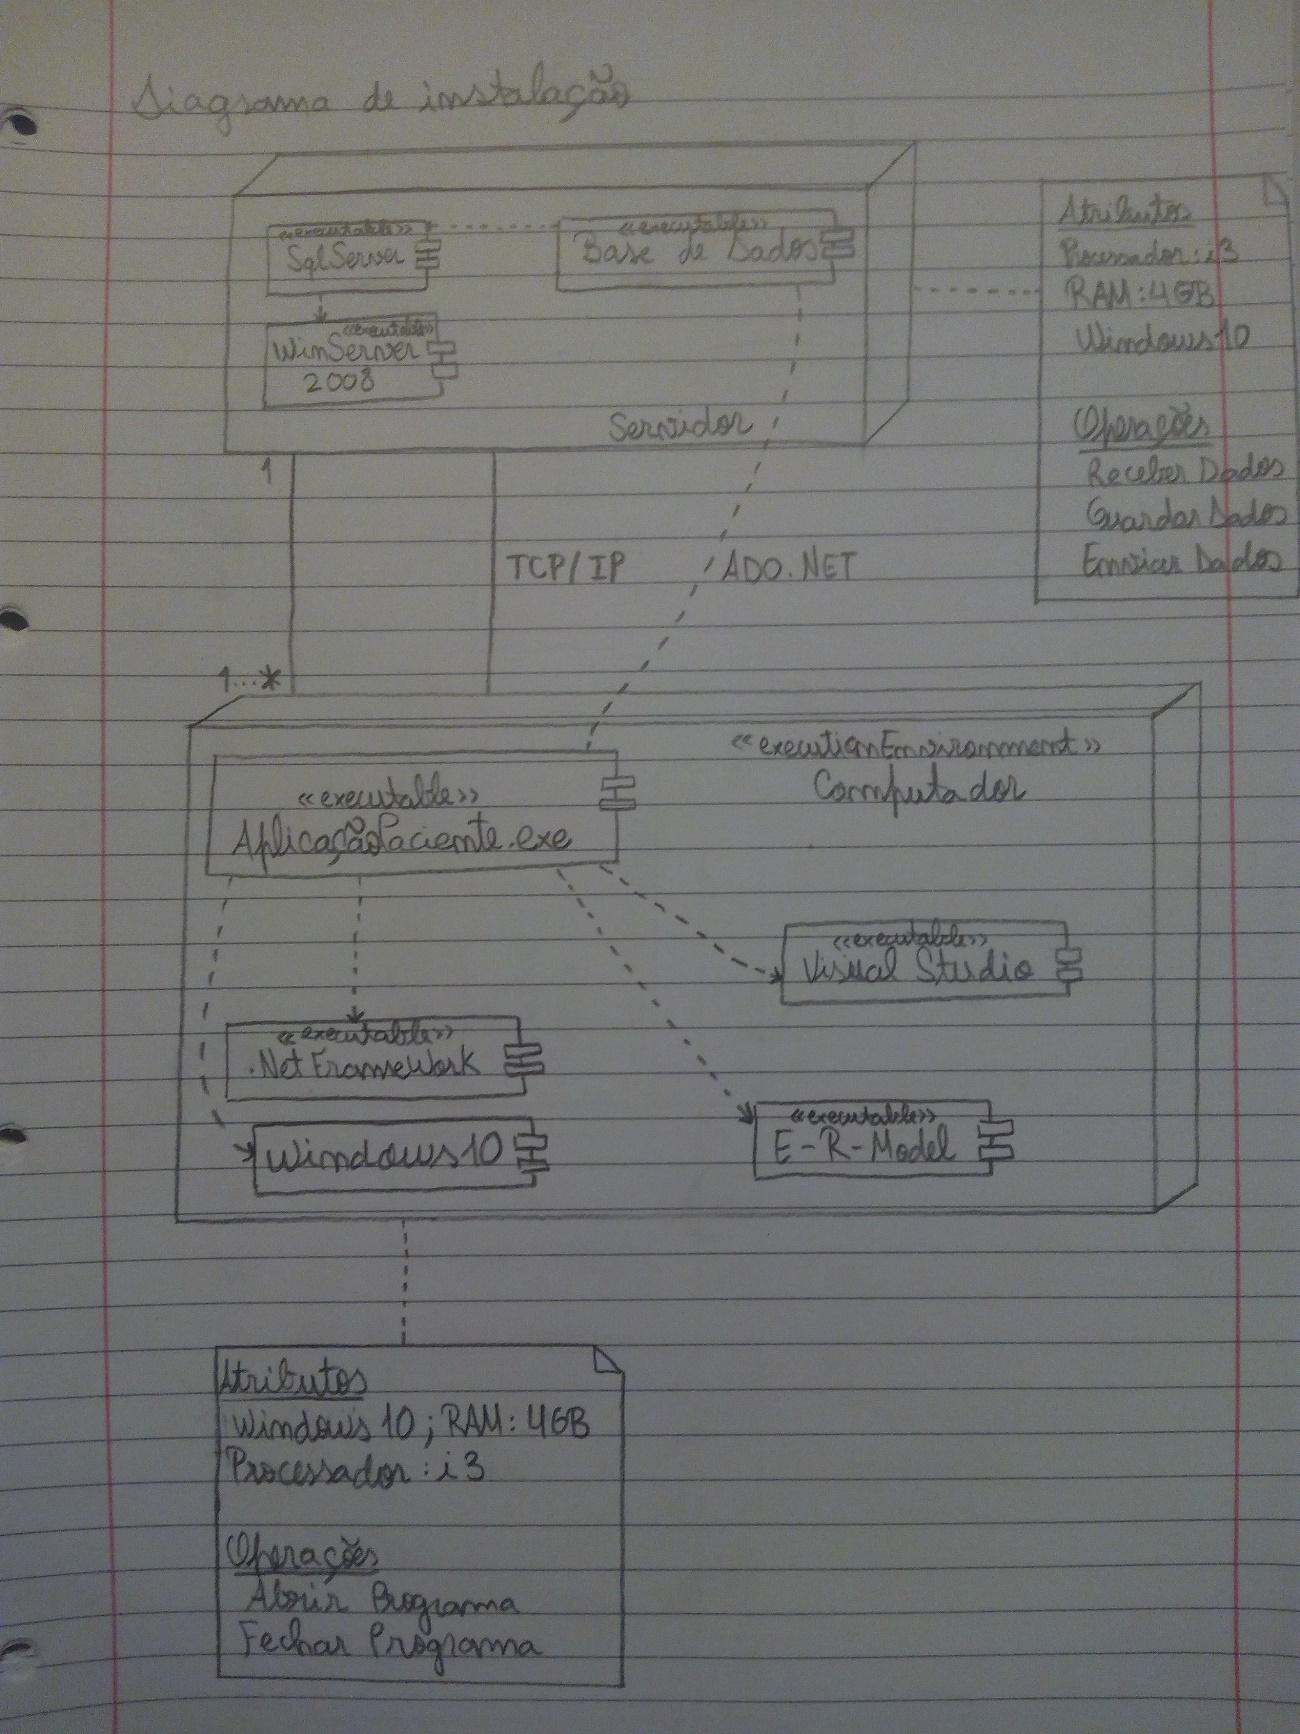 Diagrama de instalação
«executable»
SqlServer
«executable»
Base de Dados
«executable»
WinServer
2008
Servidor
Atributos
Processador: i3
RAM: 4GB
Windows 10
Operações
Receber Dados
Guardar Dados
Enviar Dados
1
TCP/IP
ADO.NET
1...*
«executionEnvironment»
Computador
«executable»
AplicaçãoPaciente.exe
«executable»
Visual Studio
«executable»
.Net FrameWork
Windows10
«executable»
E-R-Model
Atributos
Windows 10; RAM: 4GB
Processador: i3
Operações
Abrir Programa
Fechar Programa